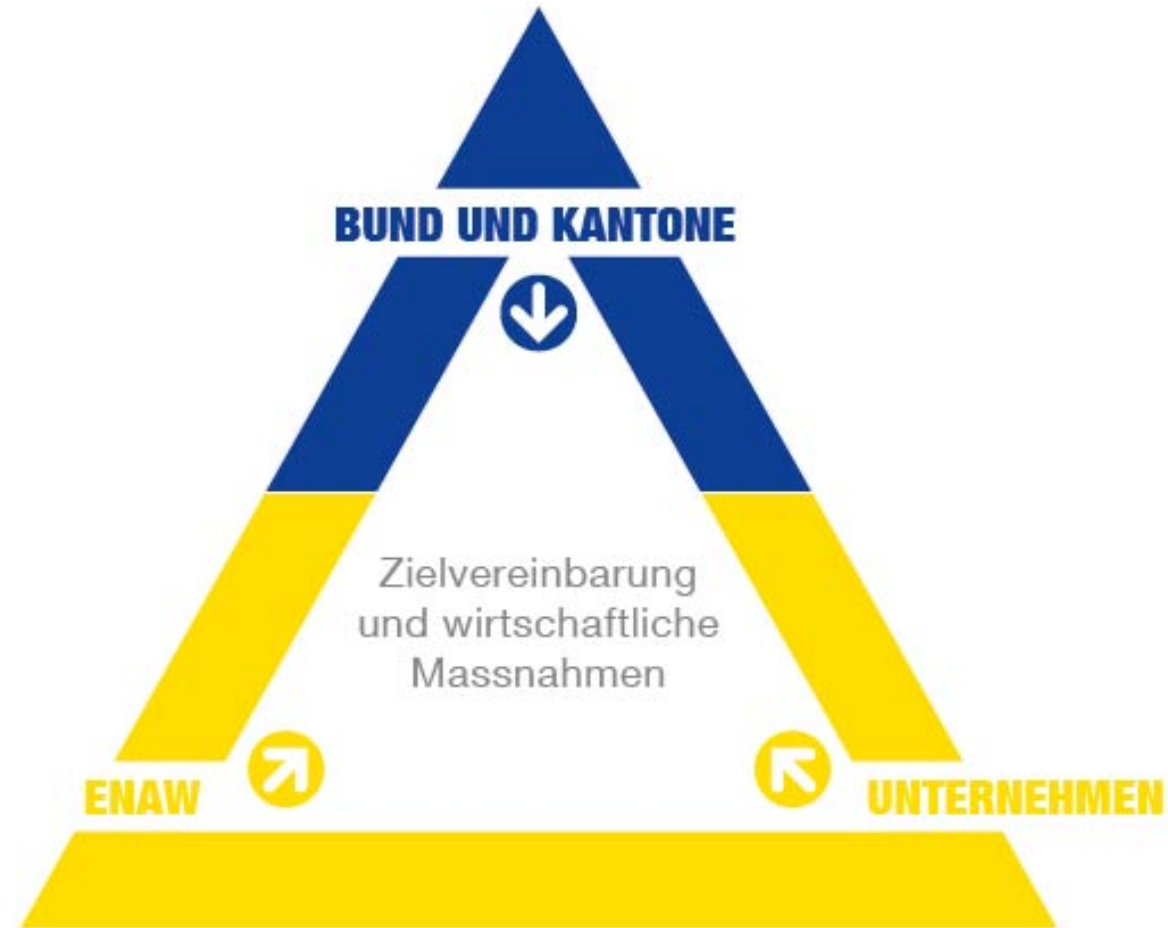 BUND UND KANTONE
Zielvereinbarung
und wirtschaftliche
Massnahmen
ENAW
UNTERNEHMEN